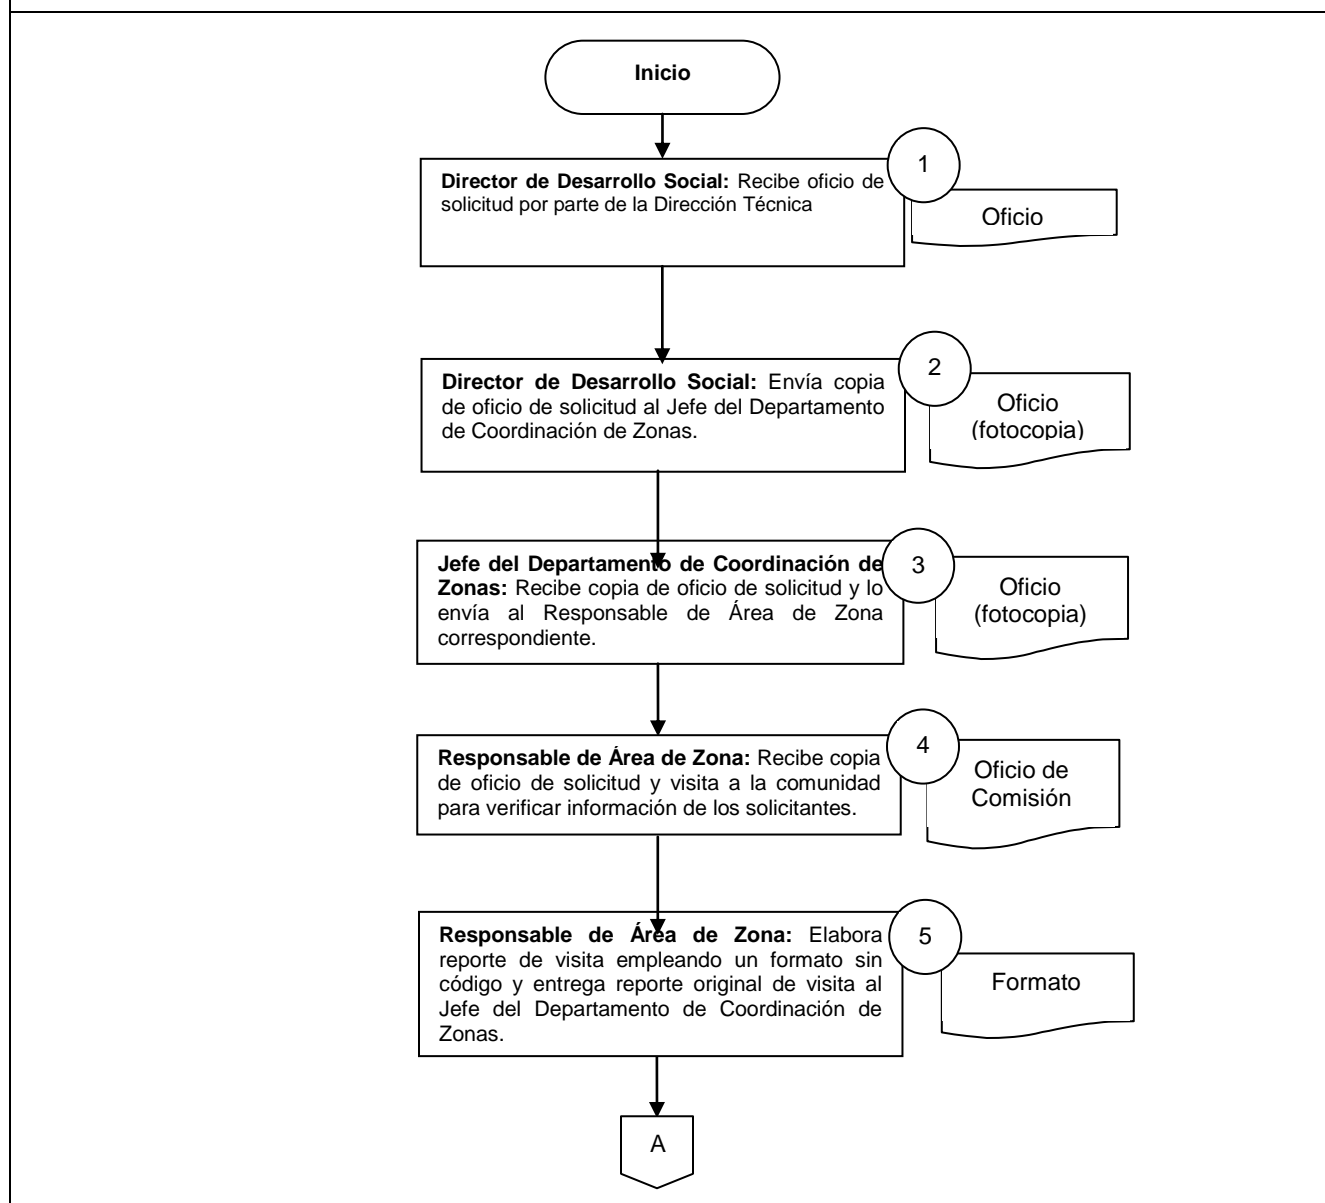 Inicio
1
Director de Desarrollo Social: Recibe oficio de
solicitud por parte de la Dirección Técnica
Oficio
2
Director de Desarrollo Social: Envía copia
de oficio de solicitud al Jefe del Departamento
de Coordinación de Zonas.
Oficio
(fotocopia)
3
Jefe del Departamento de Coordinación de
Zonas: Recibe copia de oficio de solicitud y lo
envía al Responsable de Área de Zona
correspondiente.
Oficio
(fotocopia)
4
Responsable de Área de Zona: Recibe copia
de oficio de solicitud y visita a la comunidad
para verificar información de los solicitantes.
Oficio de
Comisión
5
Responsable de Área de Zona: Elabora
reporte de visita empleando un formato sin
código y entrega reporte original de visita al
Jefe del Departamento de Coordinación de
Zonas.
Formato
A